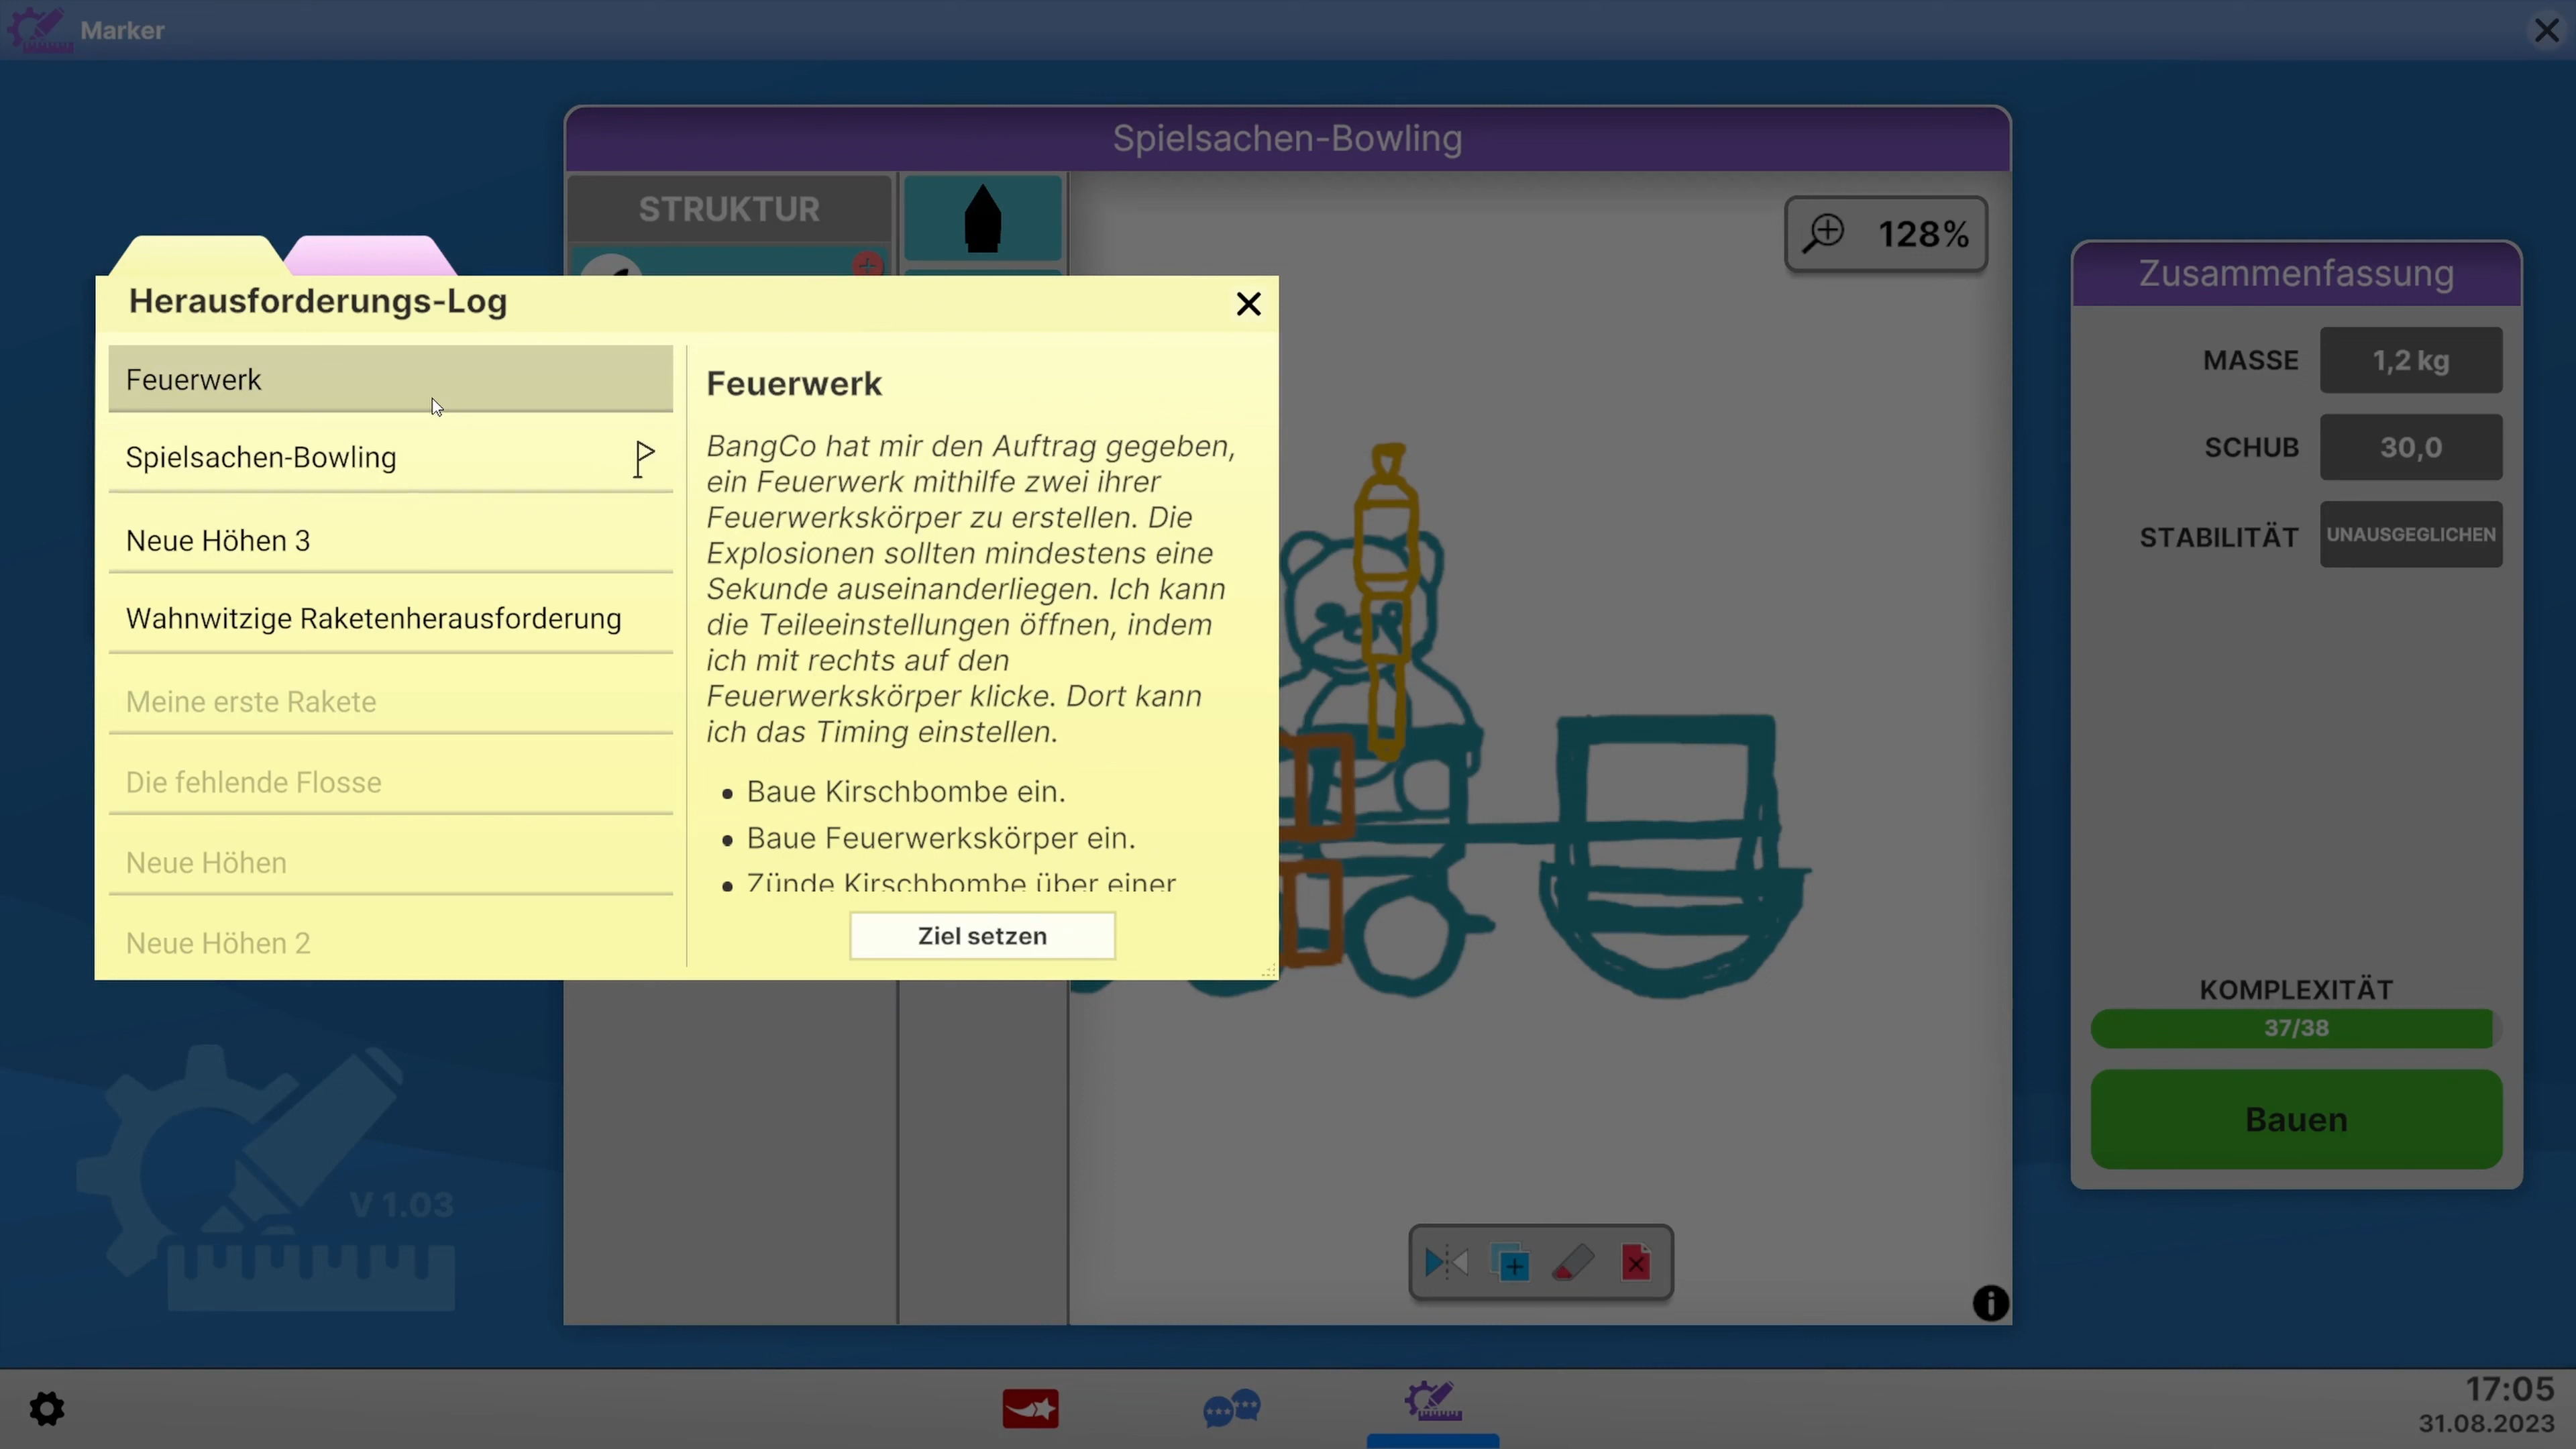 Marker
Spielsachen-Bowling
STRUKTUR
128%
Herausforderungs-Log
Feuerwerk
Spielsachen-Bowling
Neue Höhen 3
Wahnwitzige Raketenherausforderung
Meine erste Rakete
Die fehlende Flosse
Neue Höhen
Neue Höhen 2
Feuerwerk
BangCo hat mir den Auftrag gegeben,
ein Feuerwerk mithilfe zwei ihrer
Feuerwerkskörper zu erstellen. Die
Explosionen sollten mindestens eine
Sekunde auseinanderliegen. Ich kann
die Teileeinstellungen öffnen, indem
ich mit rechts auf den
Feuerwerkskörper klicke. Dort kann
ich das Timing einstellen.
• Baue Kirschbombe ein.
• Baue Feuerwerkskörper ein.
• Zünde Kirschbombe über einer
Ziel setzen
Zusammenfassung
MASSE 1,2 kg
SCHUB 30,0
STABILITÄT UNAUSGEGLICHEN
KOMPLEXITÄT
37/38
Bauen
V 1.03
17:05
31.08.2023